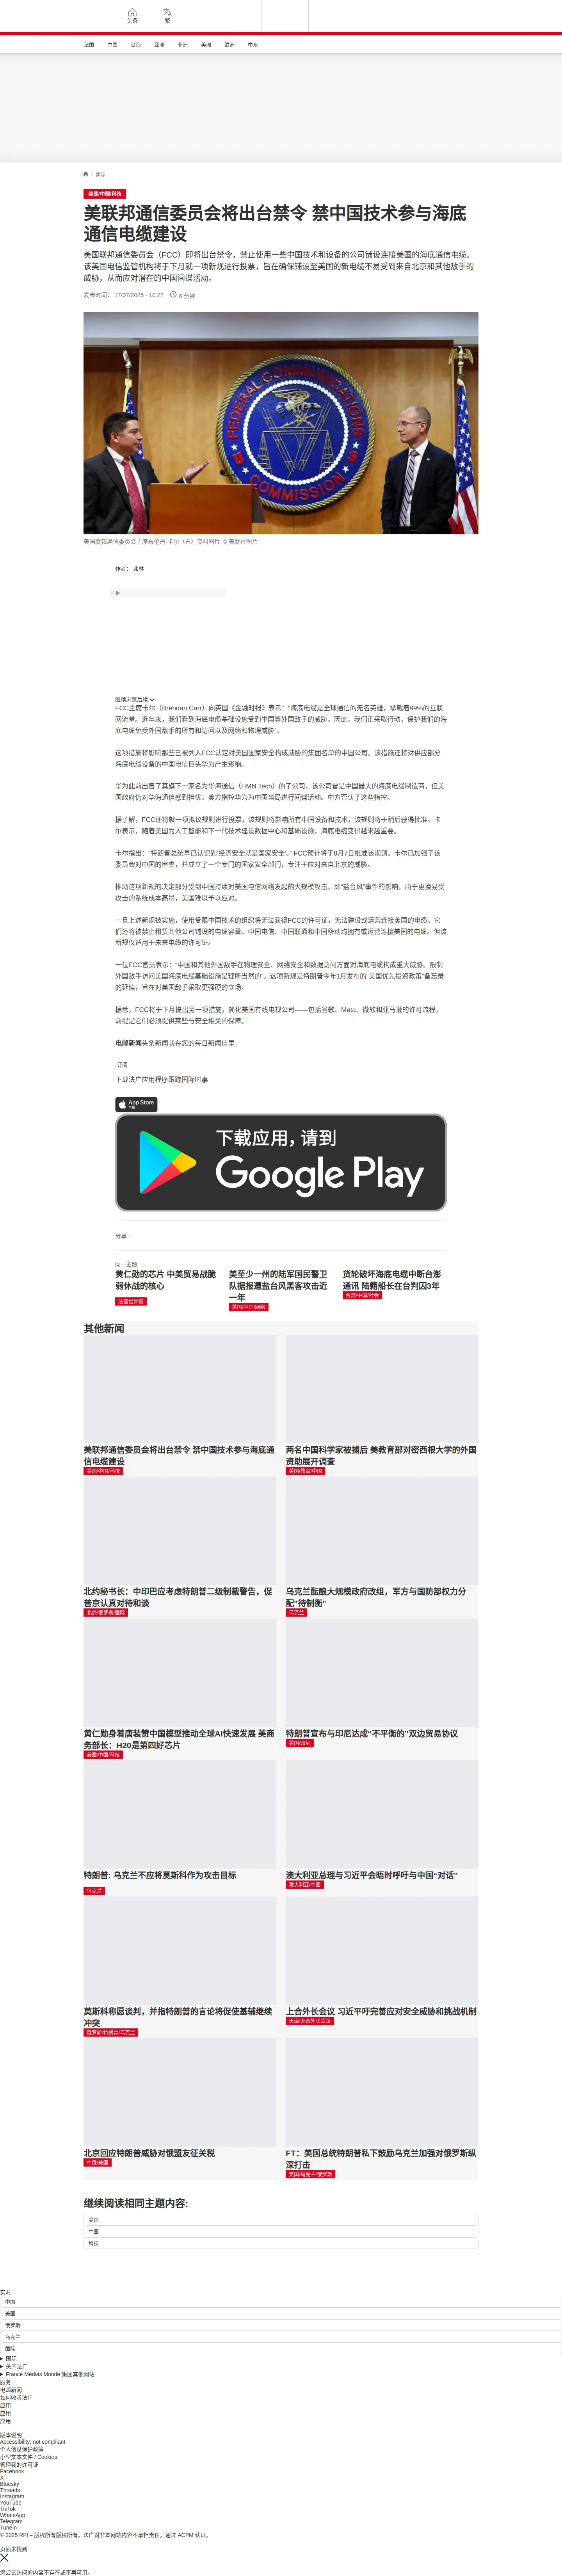 头条
繁
法国 中国 台海 亚洲 非洲 美洲 欧洲 中东
/ 国际
美国/中国/科技
美联邦通信委员会将出台禁令 禁中国技术参与海底
通信电缆建设
美国联邦通信委员会（FCC）即将出台禁令，禁止使用一些中国技术和设备的公司铺设连接美国的海底通信电缆。
该美国电信监管机构将于下月就一项新规进行投票，旨在确保铺设至美国的新电缆不易受到来自北京和其他敌手的
威胁，从而应对潜在的中国间谍活动。
发表时间： 17/07/2025 - 10:27 6 分钟
FEDERAL COMMUNICATIONS COMMISSION
美国联邦通信委员会主席布伦丹·卡尔（右）资料图片 © 美联社图片
作者： 弗林
广告
继续浏览后续
FCC主席卡尔（Brendan Carr）向英国《金融时报》表示：“海底电缆是全球通信的无名英雄，承载着99%的互联
网流量。近年来，我们看到海底电缆基础设施受到中国等外国敌手的威胁。因此，我们正采取行动，保护我们的海
底电缆免受外国敌手的所有和访问以及网络和物理威胁”。
这项措施将影响那些已被列入FCC认定对美国国家安全构成威胁的集团名单的中国公司。该措施还将对供应部分
海底电缆设备的中国电信巨头华为产生影响。
华为此前出售了其旗下一家名为华海通信（HMN Tech）的子公司，该公司曾是中国最大的海底电缆制造商，但美
国政府仍对华海通信感到担忧。美方指控华为为中国当局进行间谍活动。中方否认了这些指控。
据了解，FCC还将就一项拟议规则进行投票，该规则将影响所有中国设备和技术，该规则将于稍后获得批准。卡
尔表示，随着美国为人工智能和下一代技术建设数据中心和基础设施，海底电缆变得越来越重要。
卡尔指出：“特朗普总统早已认识到‘经济安全就是国家安全’。” FCC预计将于8月7日批准该规则。卡尔已加强了该
委员会对中国的审查，并成立了一个专门的国家安全部门，专注于应对来自北京的威胁。
推动这项新规的决定部分受到中国持续对美国电信网络发起的大规模攻击，即“盐台风”事件的影响，由于更换易受
攻击的系统成本高昂，美国难以予以应对。
一旦上述新规被实施，使用受限中国技术的组织将无法获得FCC的许可证，无法建设或运营连接美国的电缆。它
们还将被禁止租赁其他公司铺设的电缆容量。中国电信、中国联通和中国移动均拥有或运营连接美国的电缆。但该
新规仅适用于未来电缆的许可证。
一位FCC官员表示：“中国和其他外国敌手在物理安全、网络安全和数据访问方面对海底电缆构成重大威胁。限制
外国敌手访问美国海底电缆基础设施是理所当然的”。这项新规是特朗普今年1月发布的“美国优先投资政策”备忘录
的延续，旨在对美国敌手采取更强硬的立场。
据悉，FCC将于下月提出另一项措施，简化美国有线电视公司——包括谷歌、Meta、微软和亚马逊的许可流程，
前提是它们必须提供某些与安全相关的保障。
电邮新闻头条新闻就在您的每日新闻信里
订阅
下载法广应用程序跟踪国际时事
App Store
下载
下载应用，请到
Google Play
分享 :
同一主题
黄仁勋的芯片 中美贸易战脆
弱休战的核心
法国世界报
美至少一州的陆军国民警卫
队据报遭盐台风黑客攻击近
一年
美国/中国/网络
货轮破坏海底电缆中断台澎
通讯 陆籍船长在台判囚3年
台湾/中国/社会
其他新闻
美联邦通信委员会将出台禁令 禁中国技术参与海底通
信电缆建设
美国/中国/科技
两名中国科学家被捕后 美教育部对密西根大学的外国
资助展开调查
美国/教育/中国
北约秘书长：中印巴应考虑特朗普二级制裁警告，促
普京认真对待和谈
北约/俄罗斯/国际
乌克兰酝酿大规模政府改组，军方与国防部权力分
配"待制衡"
乌克兰
黄仁勋身着唐装赞中国模型推动全球AI快速发展 美商
务部部长：H20是第四好芯片
美国/中国/科技
特朗普宣布与印尼达成“不平衡的”双边贸易协议
美国/印尼
特朗普: 乌克兰不应将莫斯科作为攻击目标
乌克兰
澳大利亚总理与习近平会晤时呼吁与中国“对话“
澳大利亚/中国
莫斯科称愿谈判，并指特朗普的言论将促使基辅继续
冲突
俄罗斯/特朗普/乌克兰
上合外长会议 习近平吁完善应对安全威胁和挑战机制
天津/上合外长会议
北京回应特朗普威胁对俄盟友征关税
中俄/美国
FT：美国总统特朗普私下鼓励乌克兰加强对俄罗斯纵
深打击
美国/乌克兰/俄罗斯
继续阅读相同主题内容:
美国
中国
科技
实时
中国
美国
俄罗斯
乌克兰
国际
国际
关于法广
France Médias Monde 集团其他网站
服务
电邮新闻
如何收听法广
应用
应用
应用
版本说明
Accessibility: not compliant
个人信息保护政策
小型文本文件 / Cookies
管理我的许可证
Facebook
X
Bluesky
Threads
Instagram
YouTube
TikTok
WhatsApp
Telegram
Tunein
© 2025 RFI – 版权所有版权所有。法广对非本网站内容不承担责任。通过 ACPM 认证。
页面未找到
您尝试访问的内容不存在或不再可用。